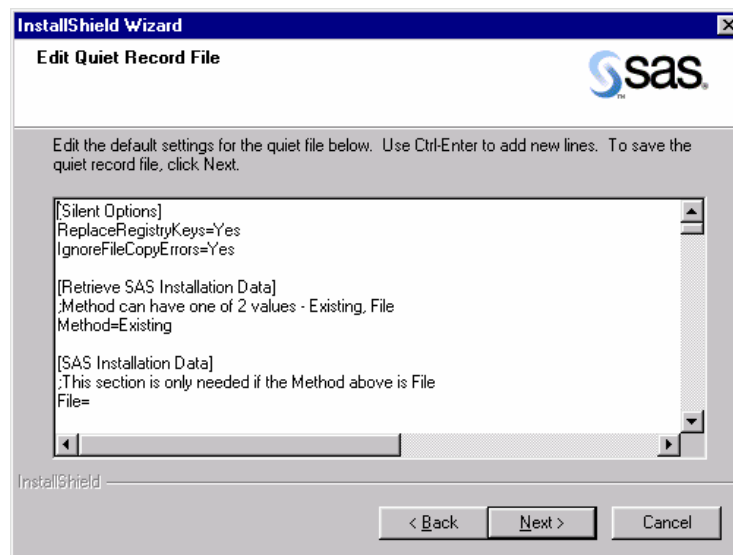 InstallShield Wizard
Edit Quiet Record File
sas.
TM
Edit the default settings for the quiet file below. Use Ctrl-Enter to add new lines. To save the
quiet record file, click Next.
[Silent Options]
ReplaceRegistryKeys=Yes
IgnoreFileCopyErrors=Yes
[Retrieve SAS Installation Data]
;Method can have one of 2 values - Existing, File
Method=Existing
[SAS Installation Data]
;This section is only needed if the Method above is File
File=
InstallShield
< Back
Next >
Cancel